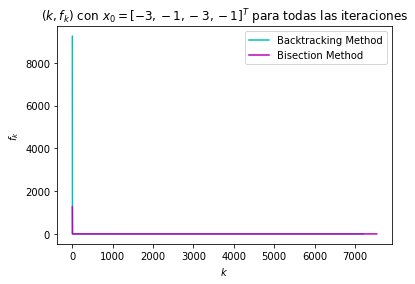 (k, f_k) con x_0 = [−3, −1, −3, −1]^T para todas las iteraciones
Backtracking Method
Bisection Method
f_k
8000
6000
4000
2000
0
0 1000 2000 3000 4000 5000 6000 7000
k